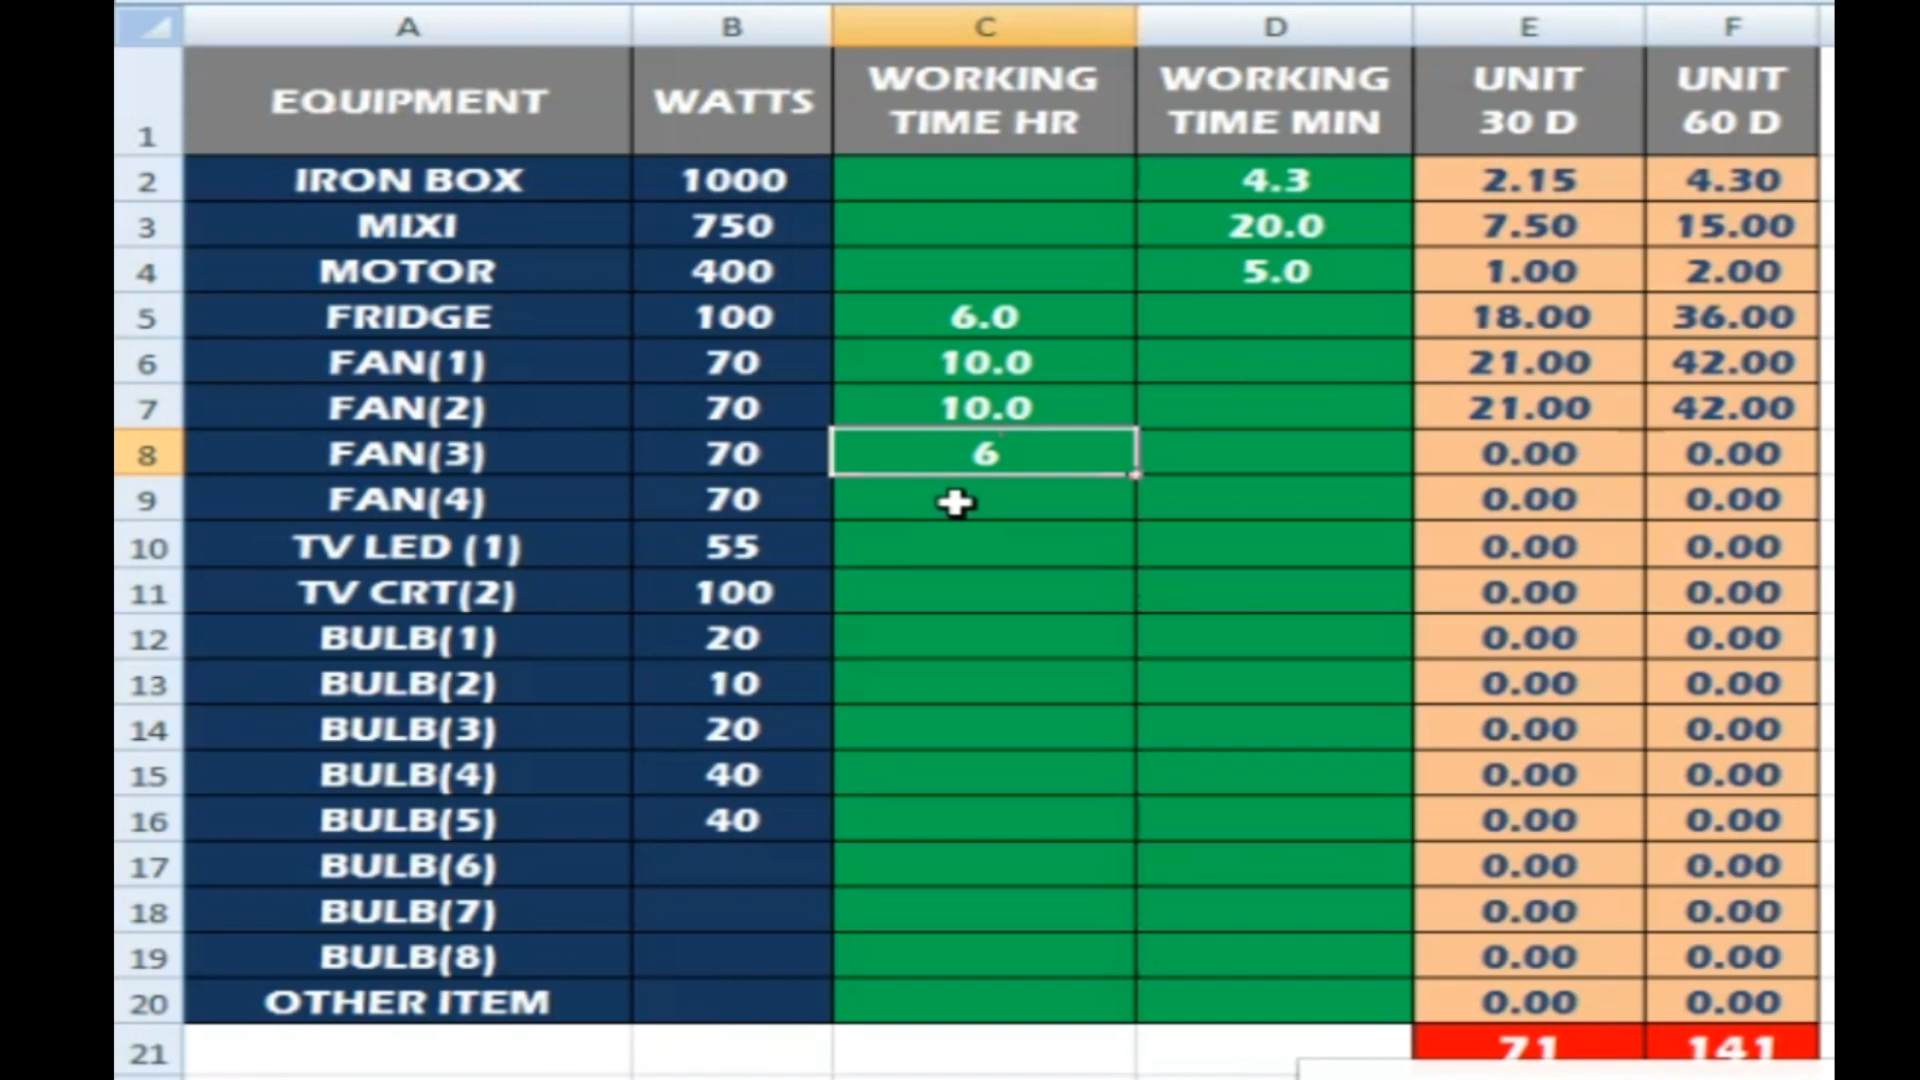 A B C D E F
1 EQUIPMENT WATTS WORKING TIME HR WORKING TIME MIN UNIT 30 D UNIT 60 D
2 IRON BOX 1000 4.3 2.15 4.30
3 MIXI 750 20.0 7.50 15.00
4 MOTOR 400 5.0 1.00 2.00
5 FRIDGE 100 6.0 18.00 36.00
6 FAN(1) 70 10.0 21.00 42.00
7 FAN(2) 70 10.0 21.00 42.00
8 FAN(3) 70 6 0.00 0.00
9 FAN(4) 70 0.00 0.00
10 TV LED (1) 55 0.00 0.00
11 TV CRT(2) 100 0.00 0.00
12 BULB(1) 20 0.00 0.00
13 BULB(2) 10 0.00 0.00
14 BULB(3) 20 0.00 0.00
15 BULB(4) 40 0.00 0.00
16 BULB(5) 40 0.00 0.00
17 BULB(6) 0.00 0.00
18 BULB(7) 0.00 0.00
19 BULB(8) 0.00 0.00
20 OTHER ITEM 0.00 0.00
21 71 141